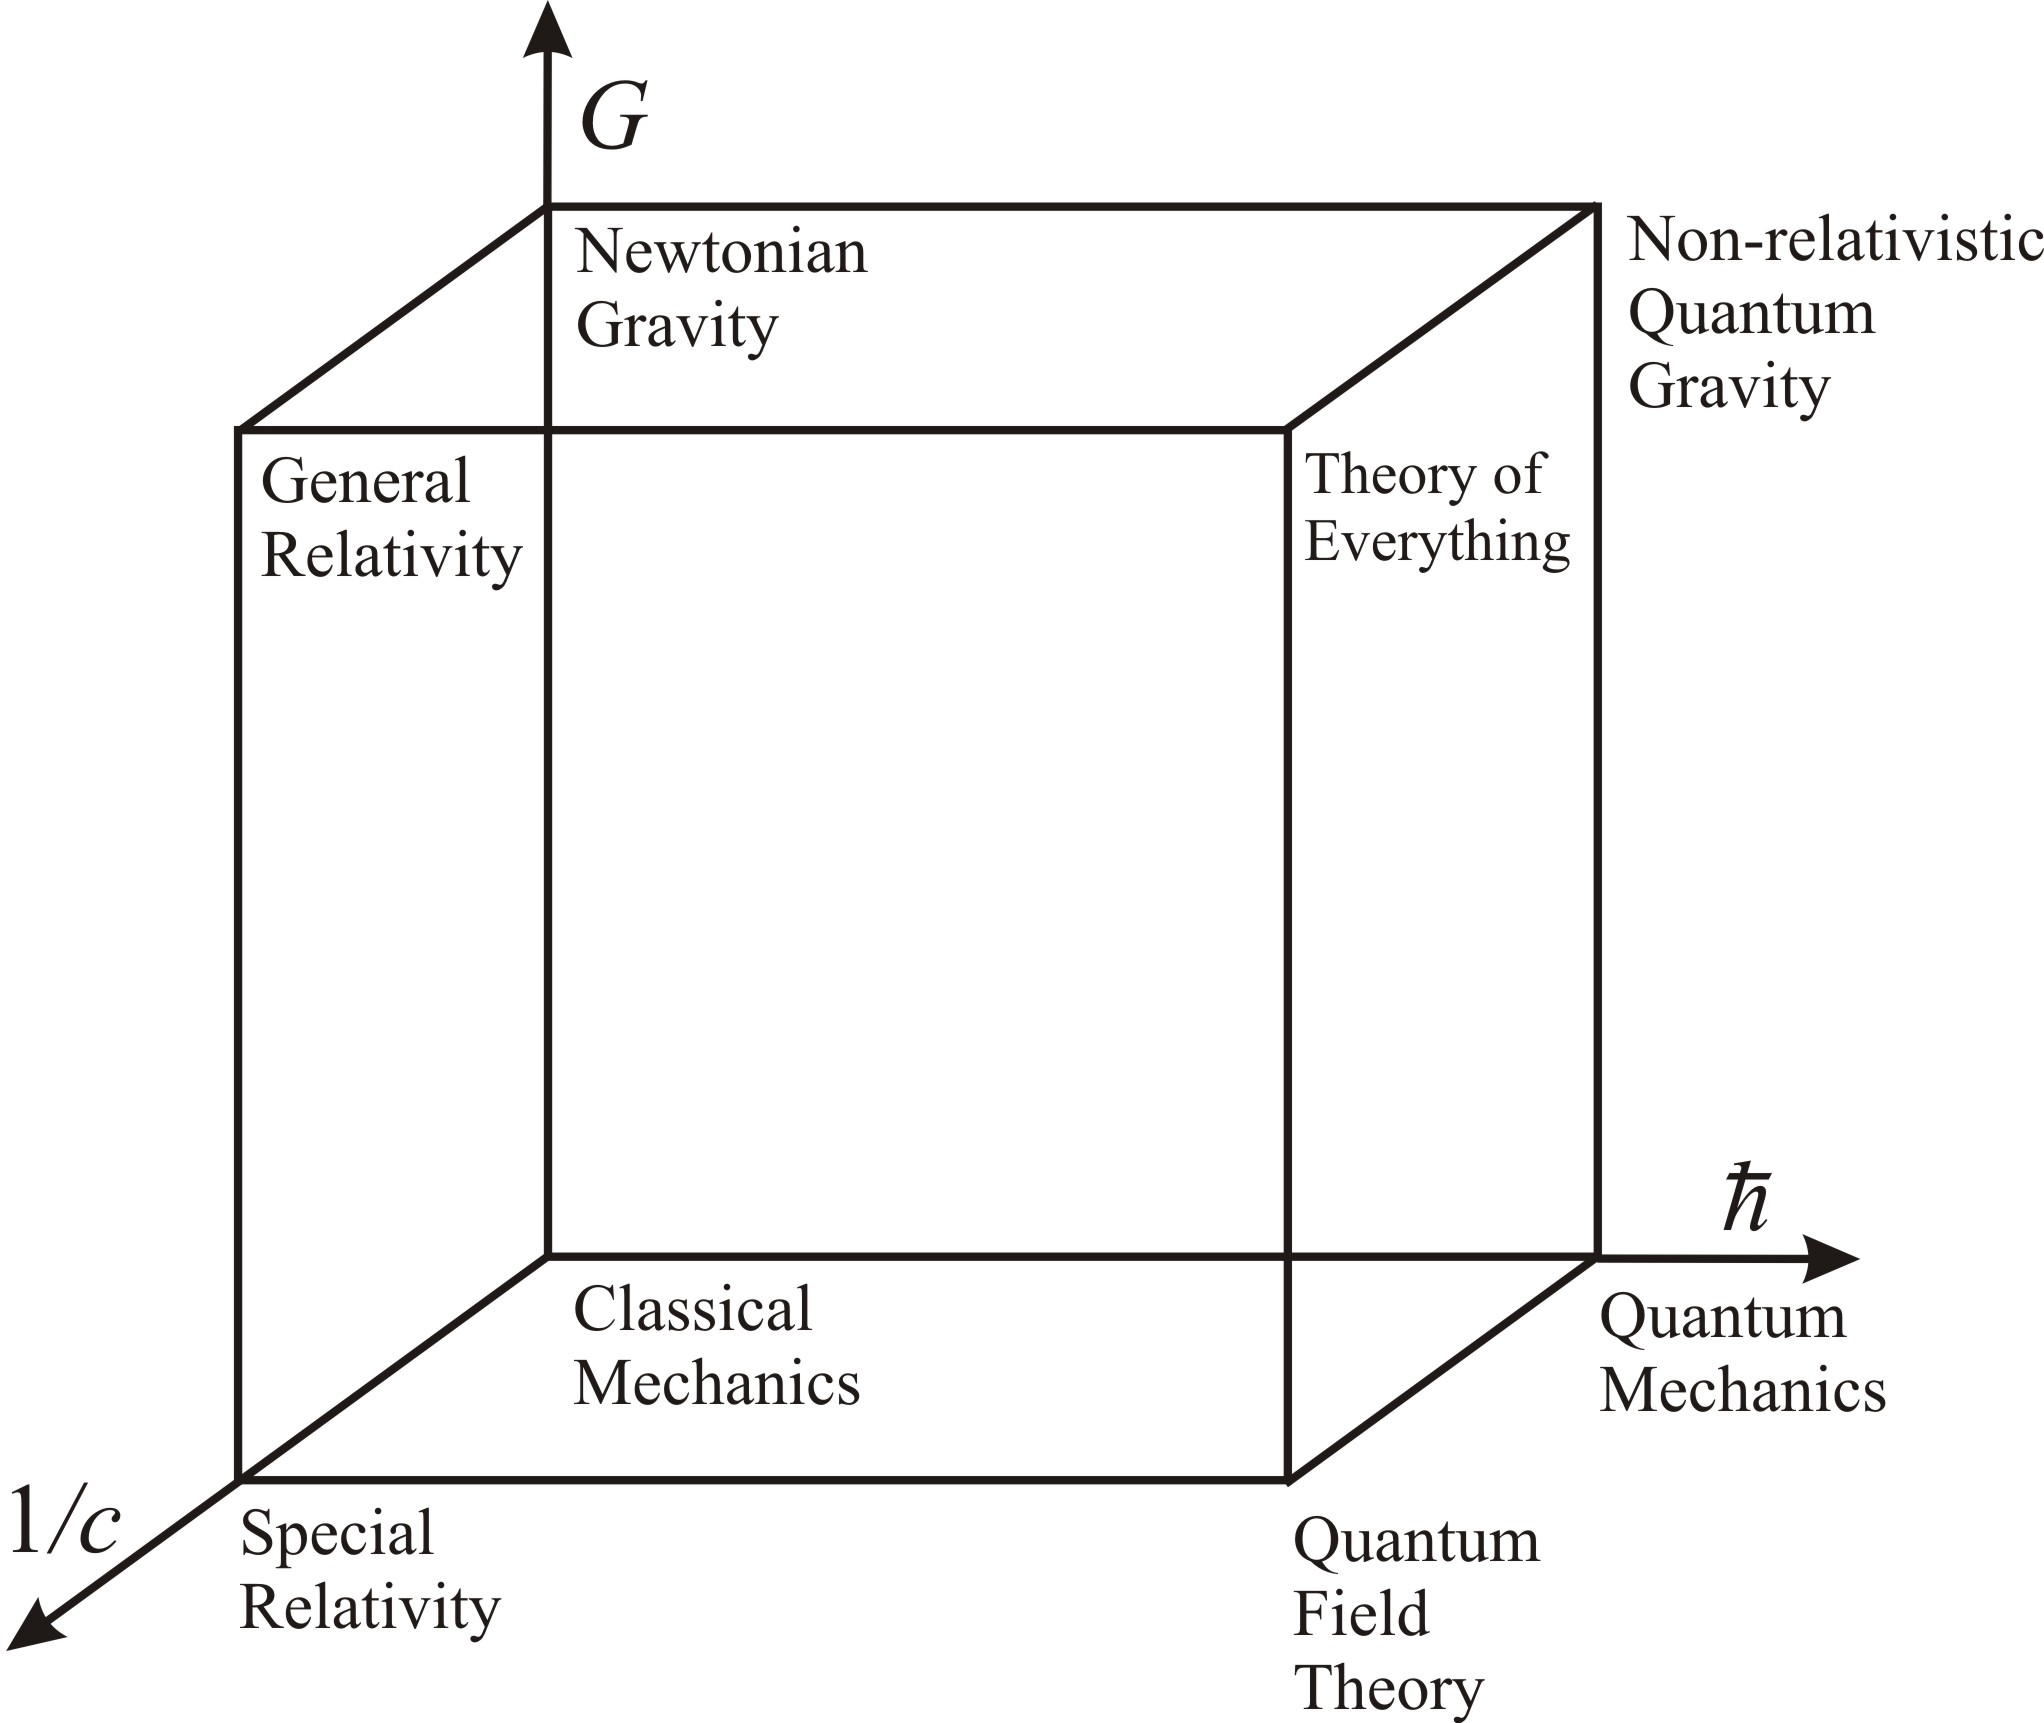 G
Newtonian
Gravity
Non-relativistic
Quantum
Gravity
General
Relativity
Theory of
Everything
ħ
Classical
Mechanics
Quantum
Mechanics
1/c
Special
Relativity
Quantum
Field
Theory